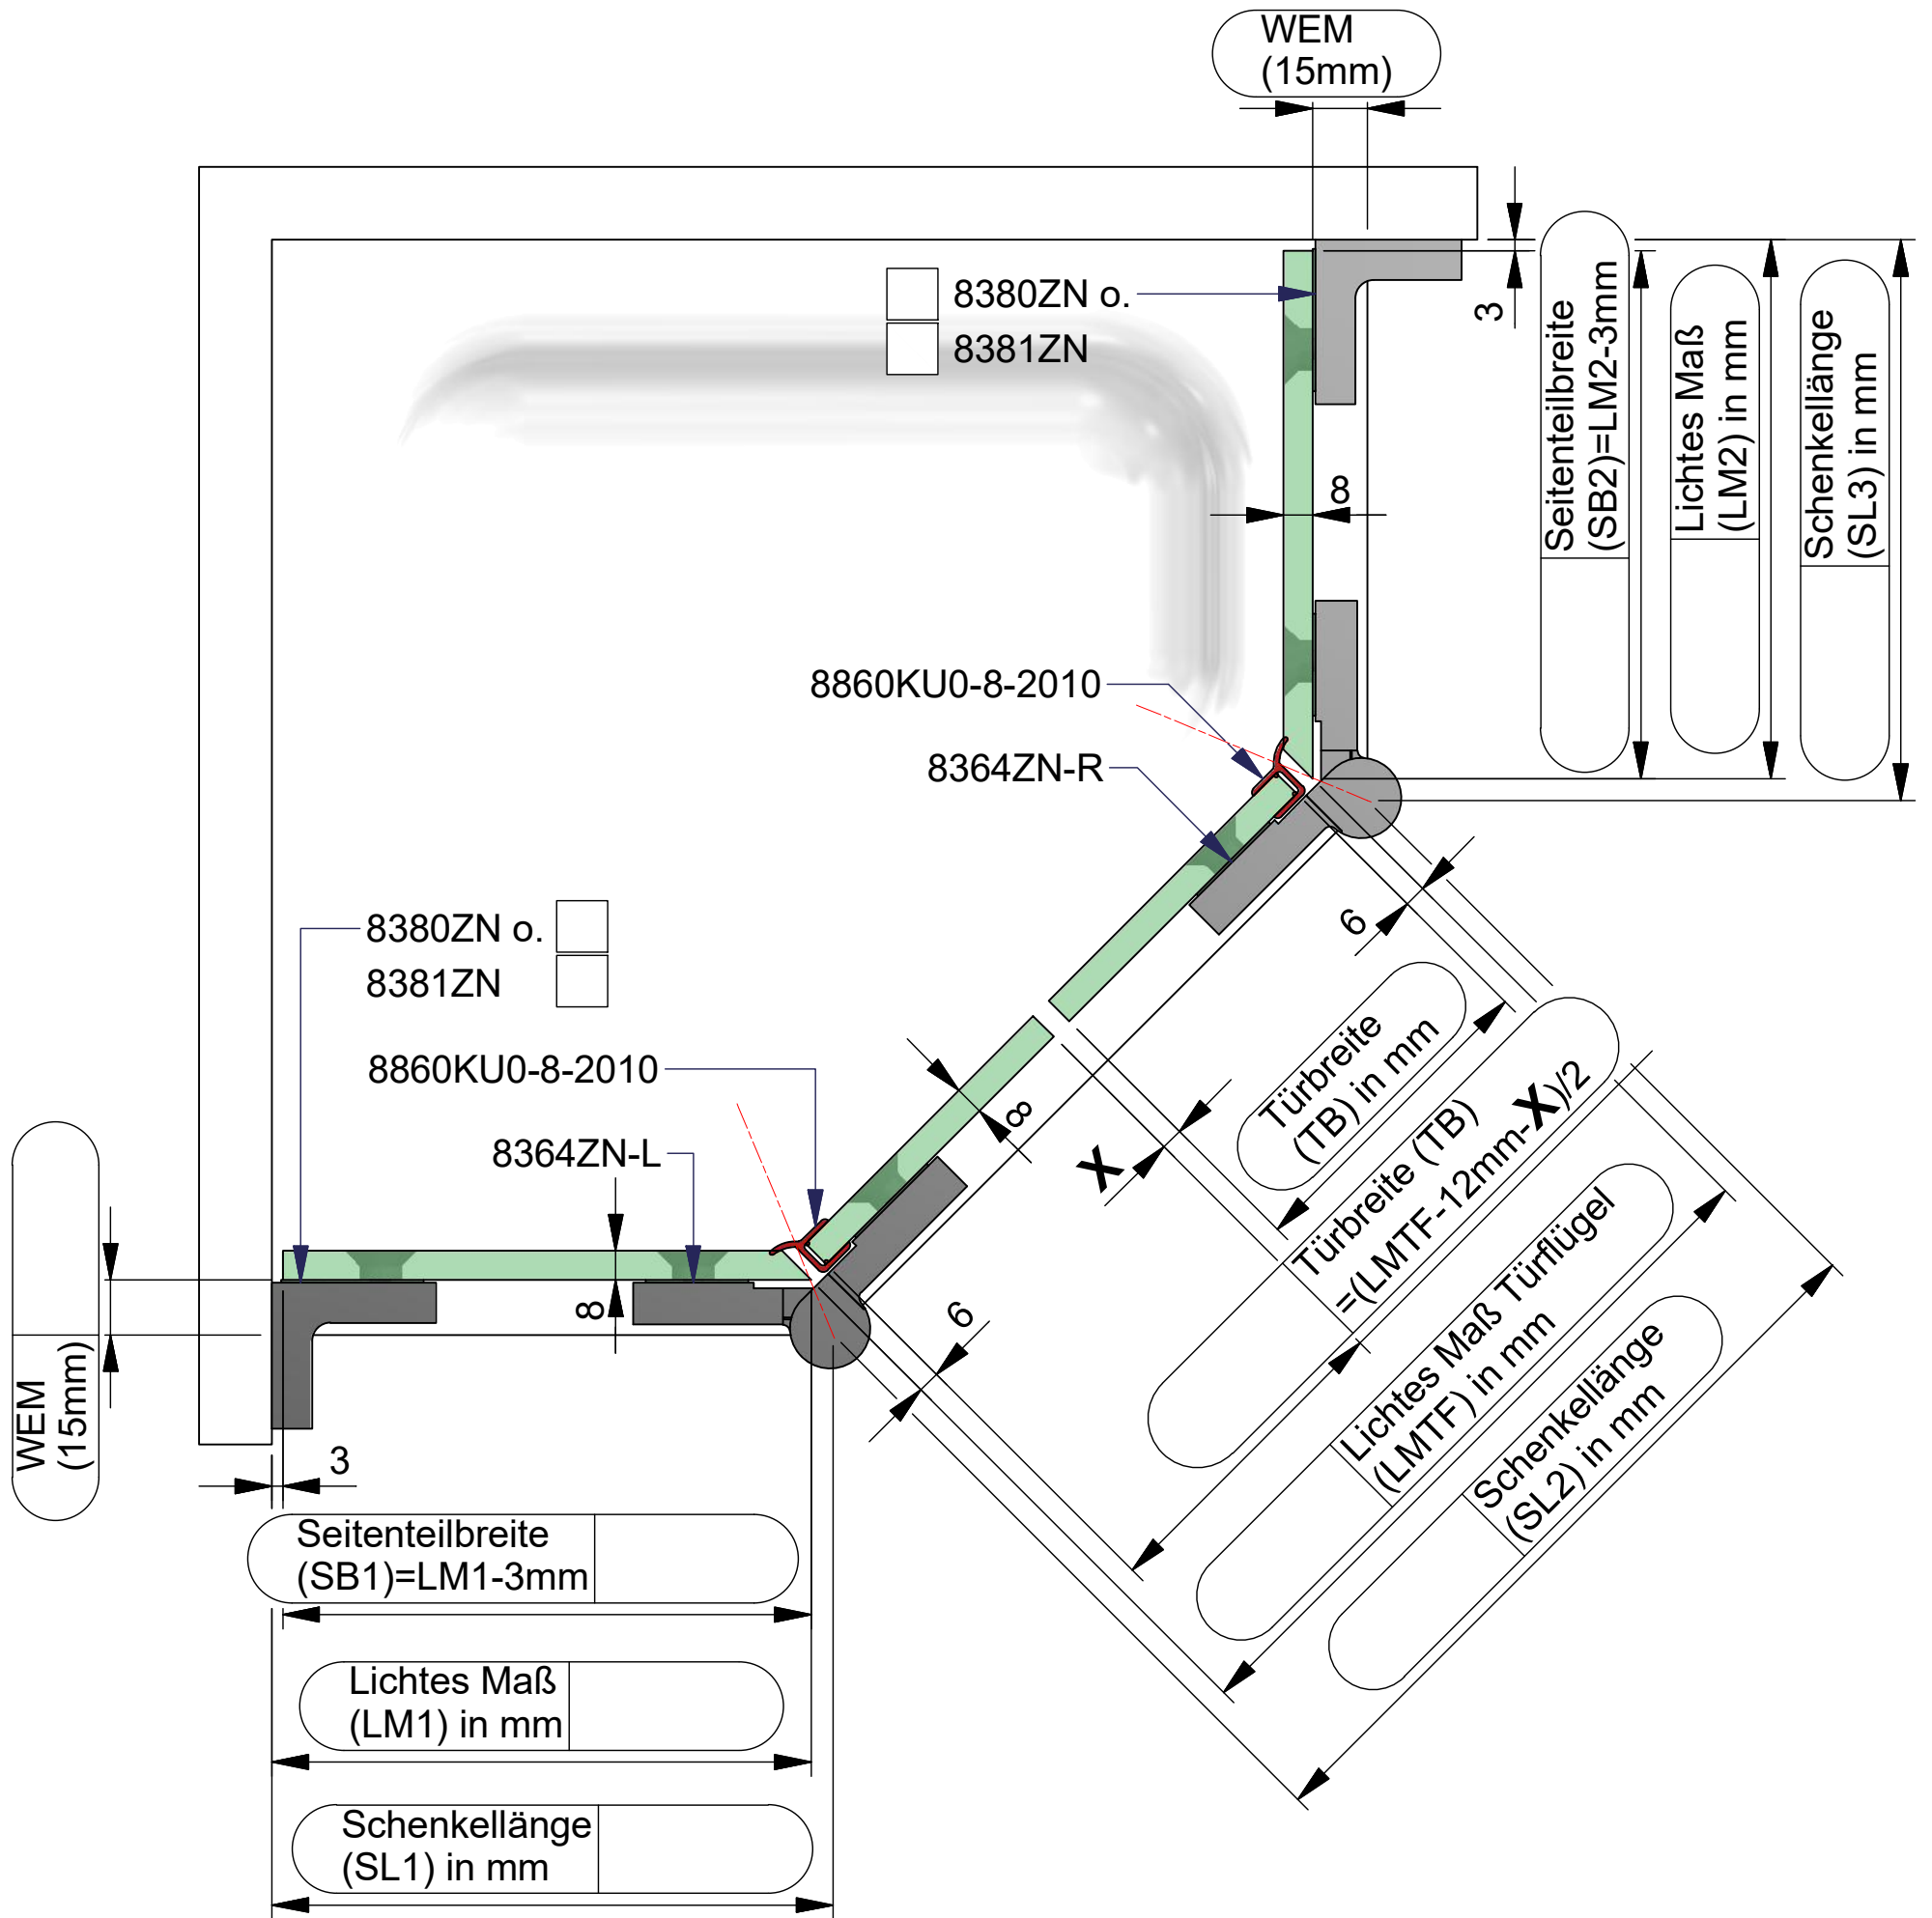 WEM
(15mm)
8380ZN o.
8381ZN
3
Seitenteilbreite
(SB2)=LM2-3mm
Lichtes Maß
(LM2) in mm
Schenkellänge
(SL3) in mm
8
8860KU0-8-2010
8364ZN-R
6
8380ZN o.
8381ZN
8860KU0-8-2010
8364ZN-L
8
X
Türbreite
(TB) in mm
Türbreite (TB)
=(LMTF-12mm-X)/2
Lichtes Maß Türflügel
(LMTF) in mm
Schenkellänge
(SL2) in mm
8
6
WEM
(15mm)
3
Seitenteilbreite
(SB1)=LM1-3mm
Lichtes Maß
(LM1) in mm
Schenkellänge
(SL1) in mm